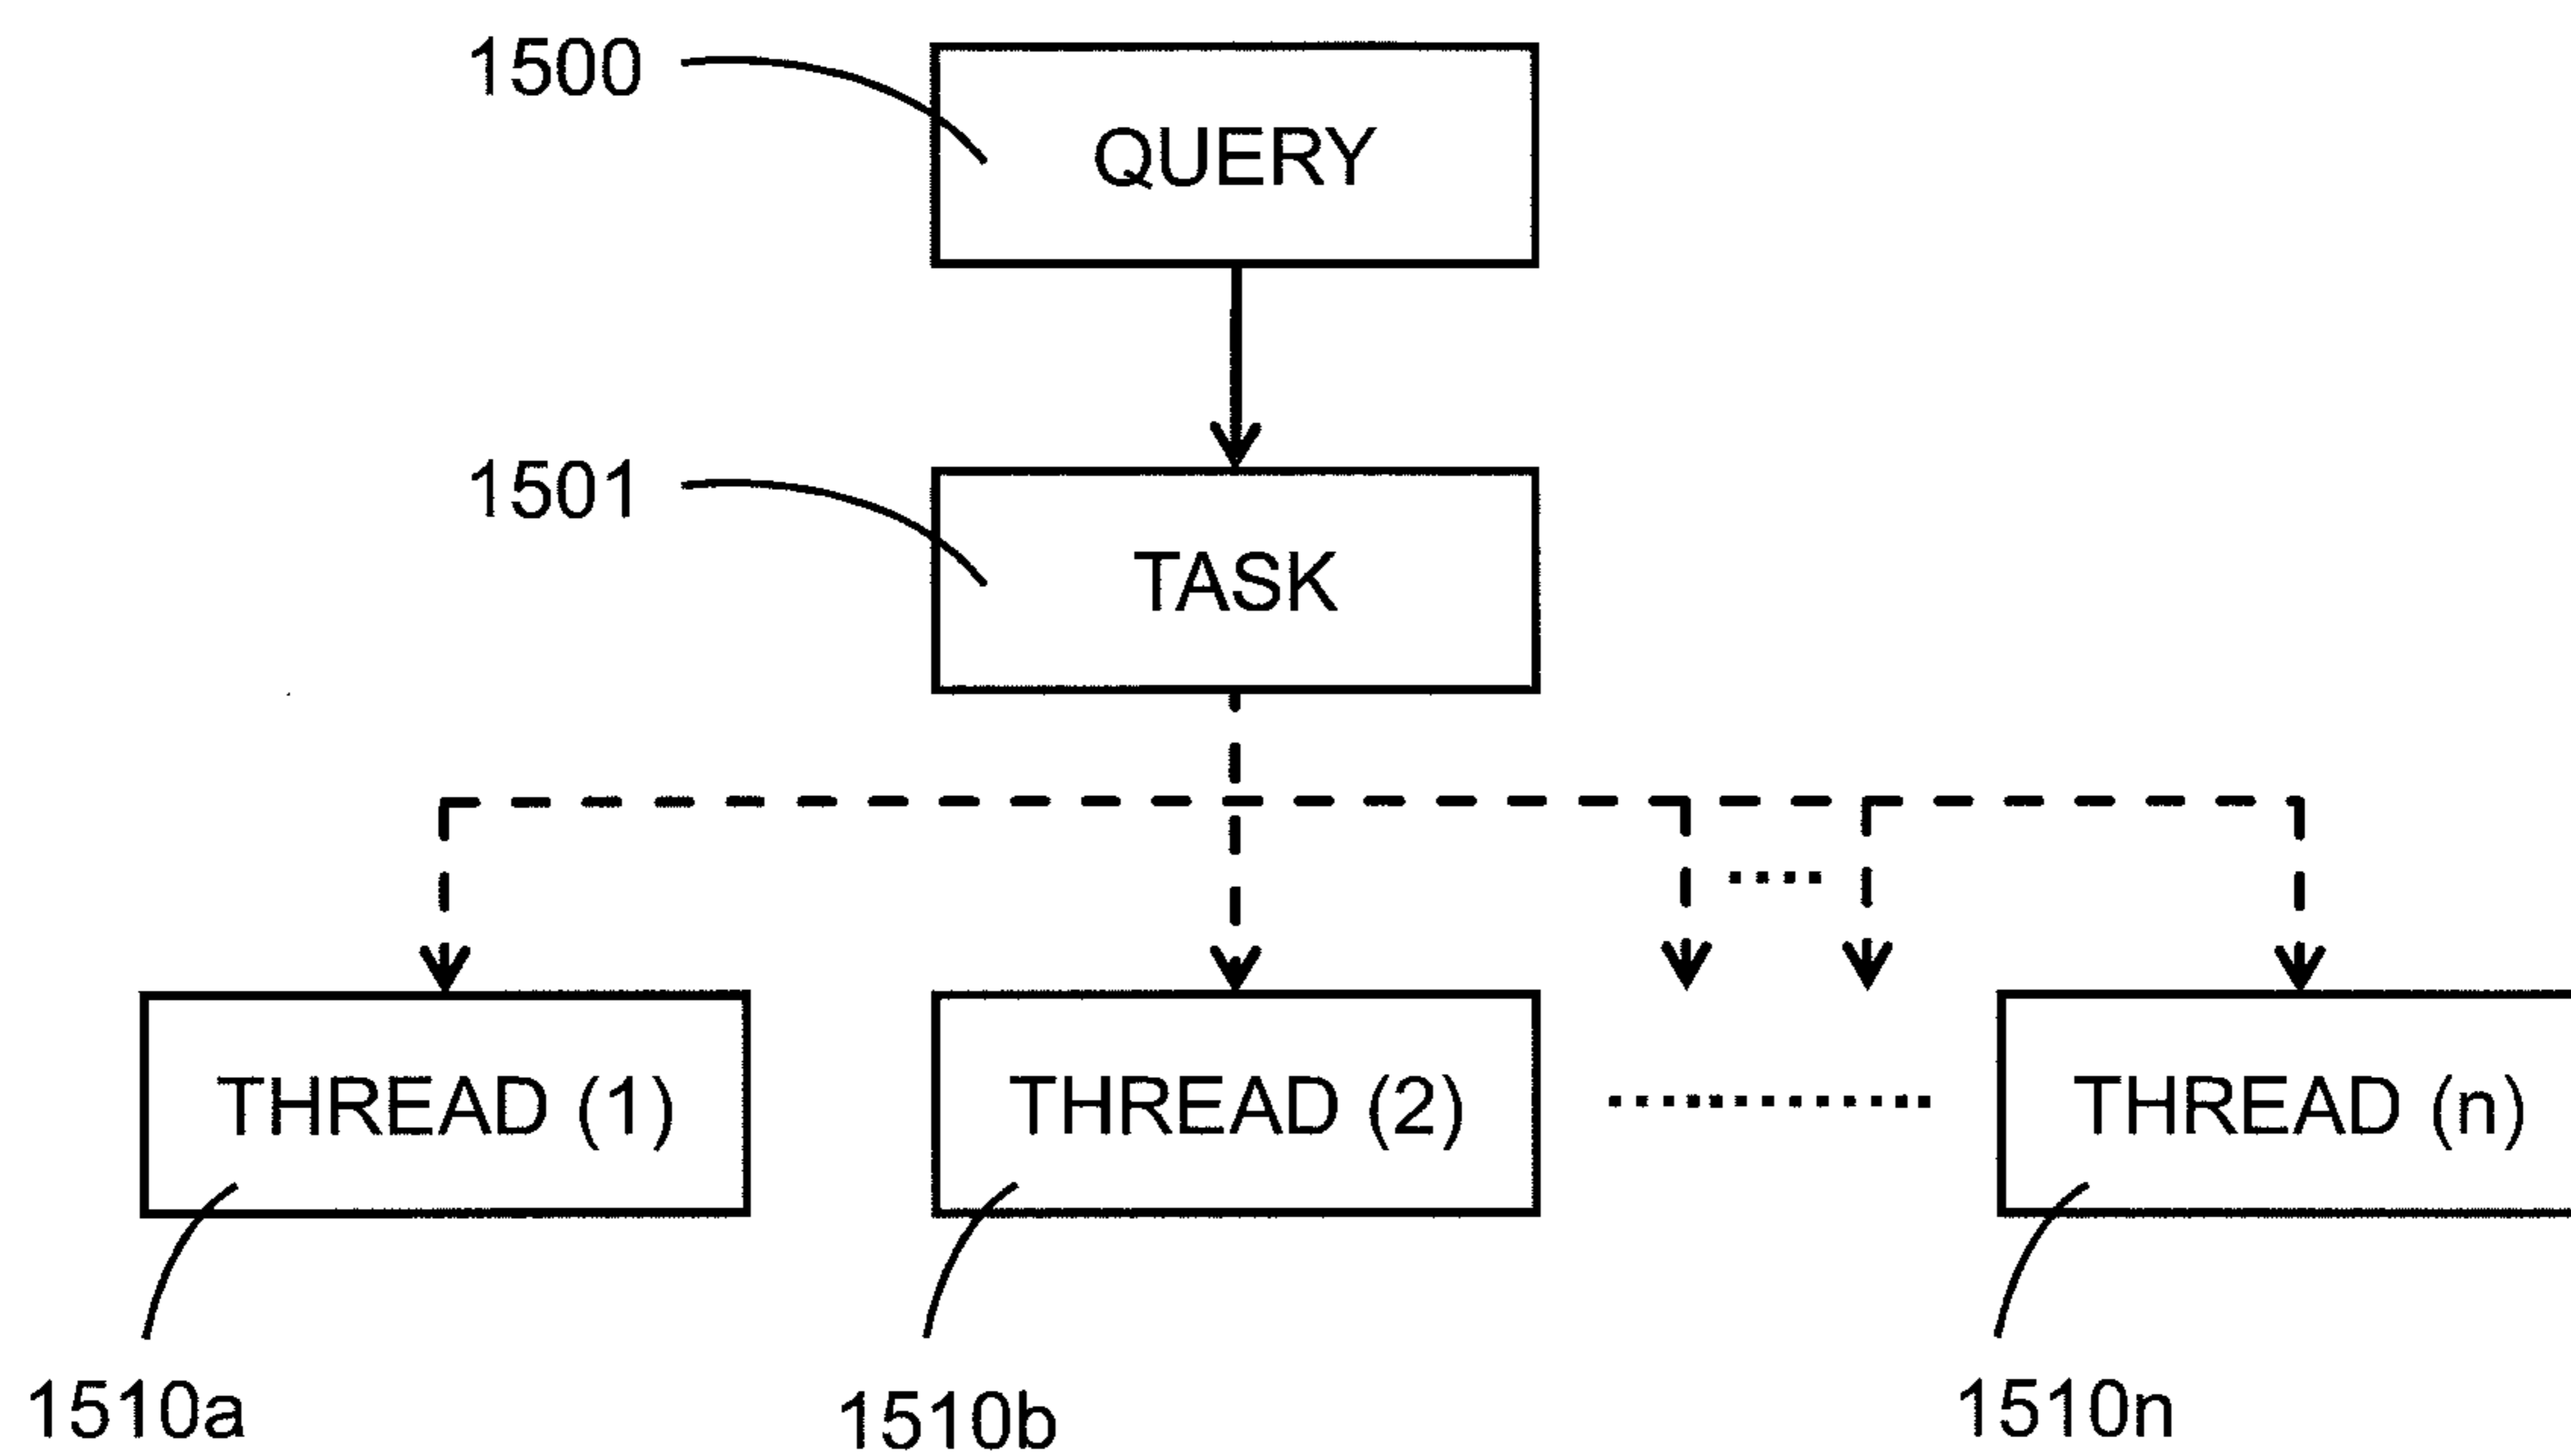 1500
QUERY
1501
TASK
THREAD (1) THREAD (2) THREAD (n)
1510a 1510b 1510n